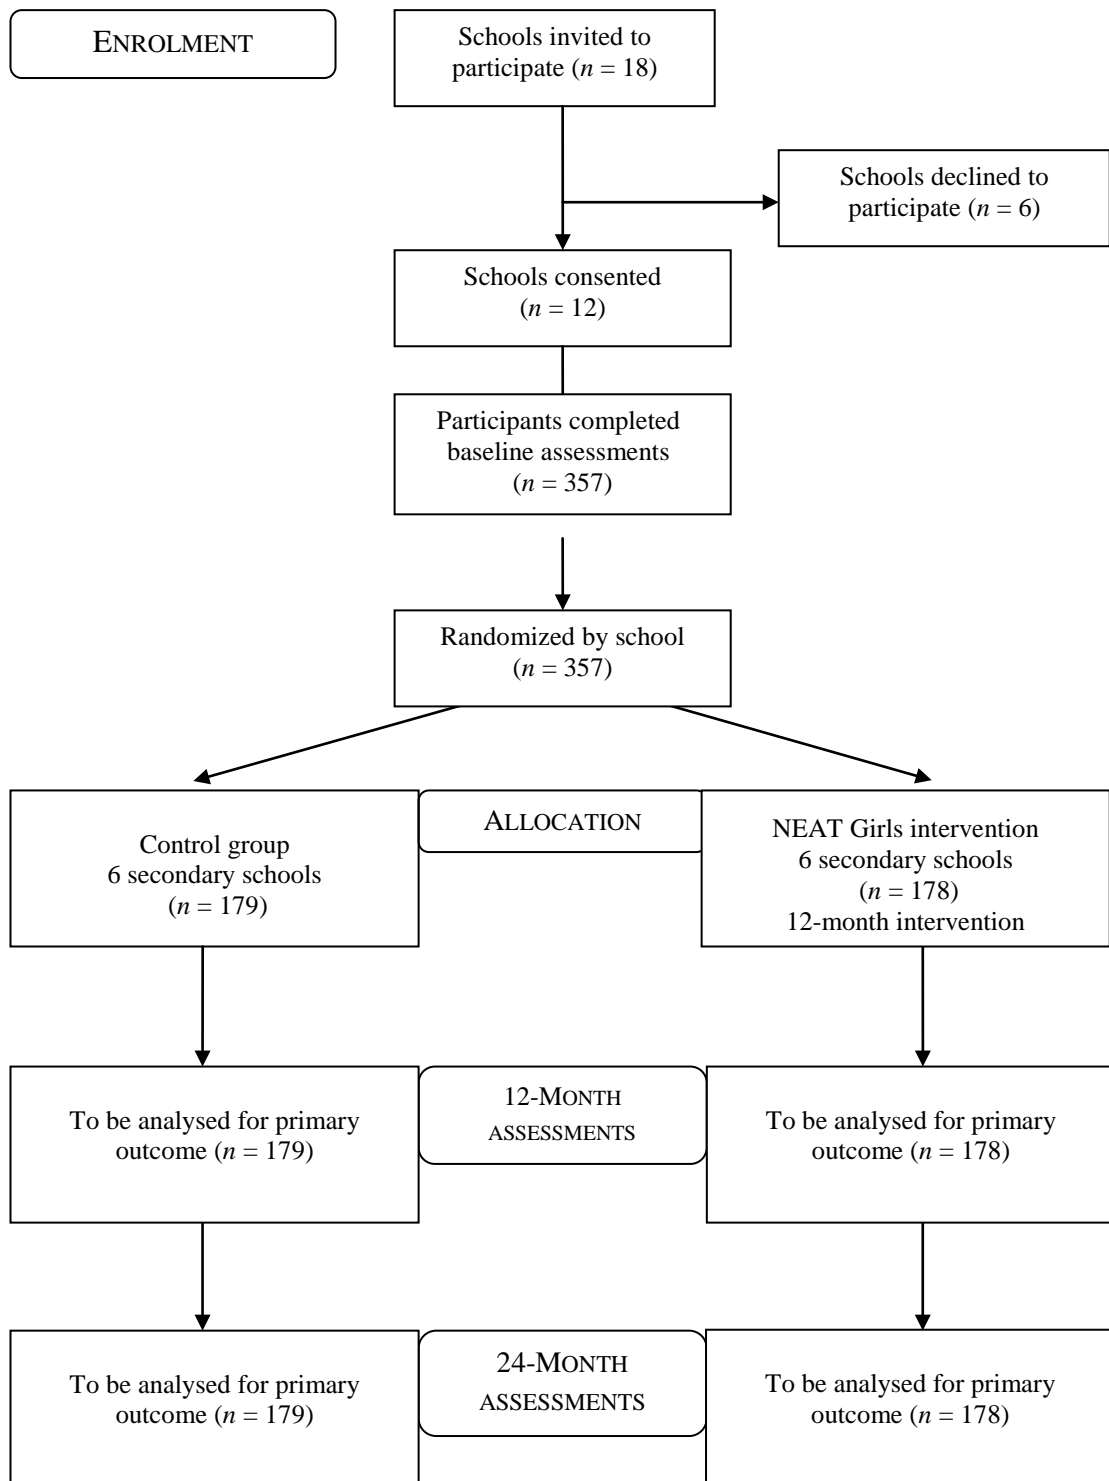 ENROLMENT
Schools invited to
participate (n = 18)
Schools declined to
participate (n = 6)
Schools consented
(n = 12)
Participants completed
baseline assessments
(n = 357)
Randomized by school
(n = 357)
Control group
6 secondary schools
(n = 179)
ALLOCATION
NEAT Girls intervention
6 secondary schools
(n = 178)
12-month intervention
To be analysed for primary
outcome (n = 179)
12-MONTH
ASSESSMENTS
To be analysed for primary
outcome (n = 178)
To be analysed for primary
outcome (n = 179)
24-MONTH
ASSESSMENTS
To be analysed for primary
outcome (n = 178)